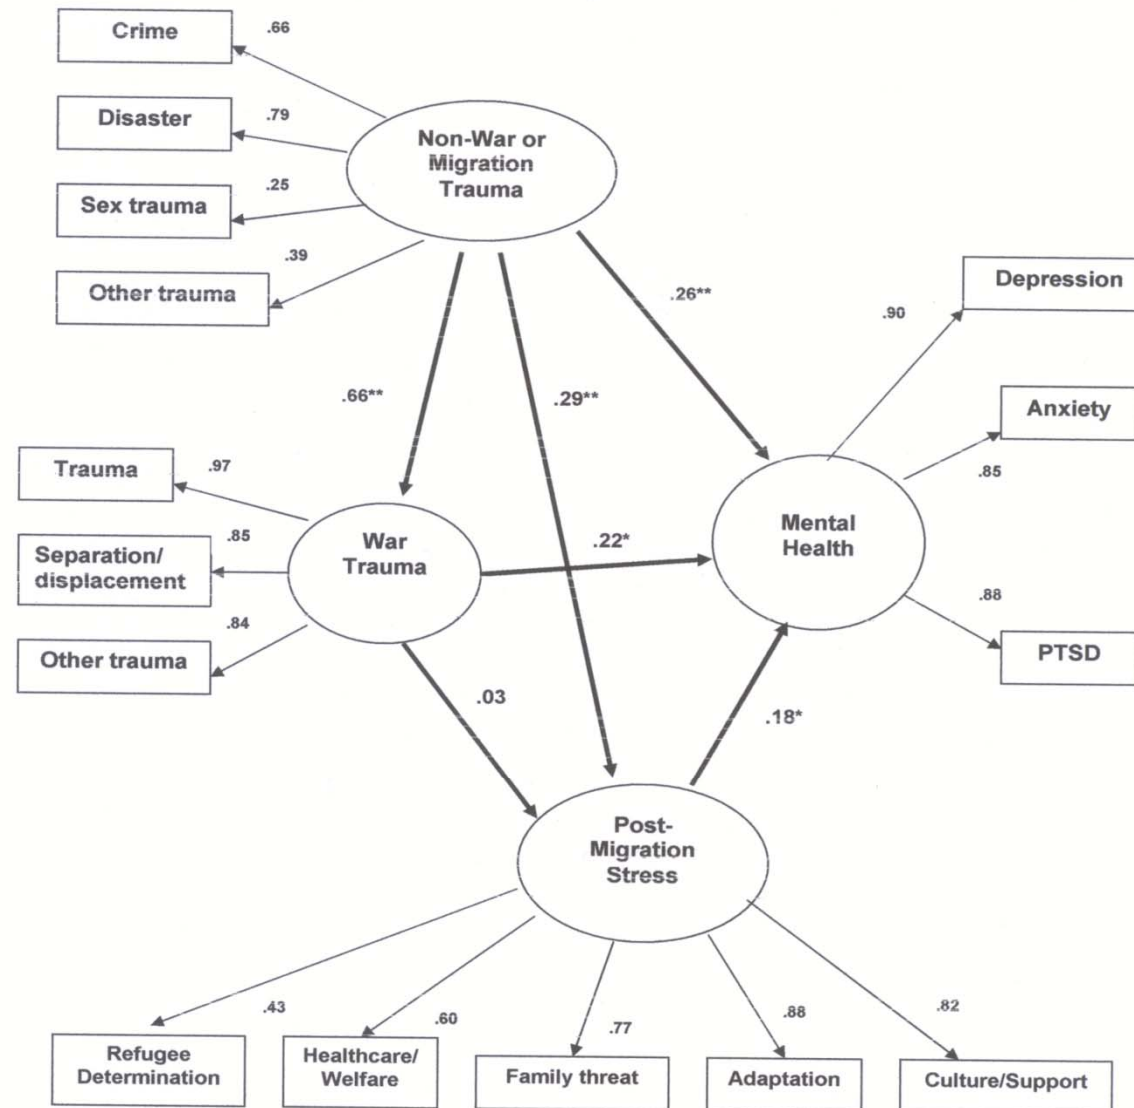 Crime
.66
Disaster
.79
Sex trauma
.25
Other trauma
.39
Non-War or
Migration
Trauma
.26**
.66**
.29**
Depression
.90
Anxiety
.85
Mental
Health
.88
PTSD
Trauma
.97
Separation/
displacement
.85
Other trauma
.84
War
Trauma
.22*
.03
.18*
Post-
Migration
Stress
.43
.60
.77
.88
.82
Refugee
Determination
Healthcare/
Welfare
Family threat
Adaptation
Culture/Support